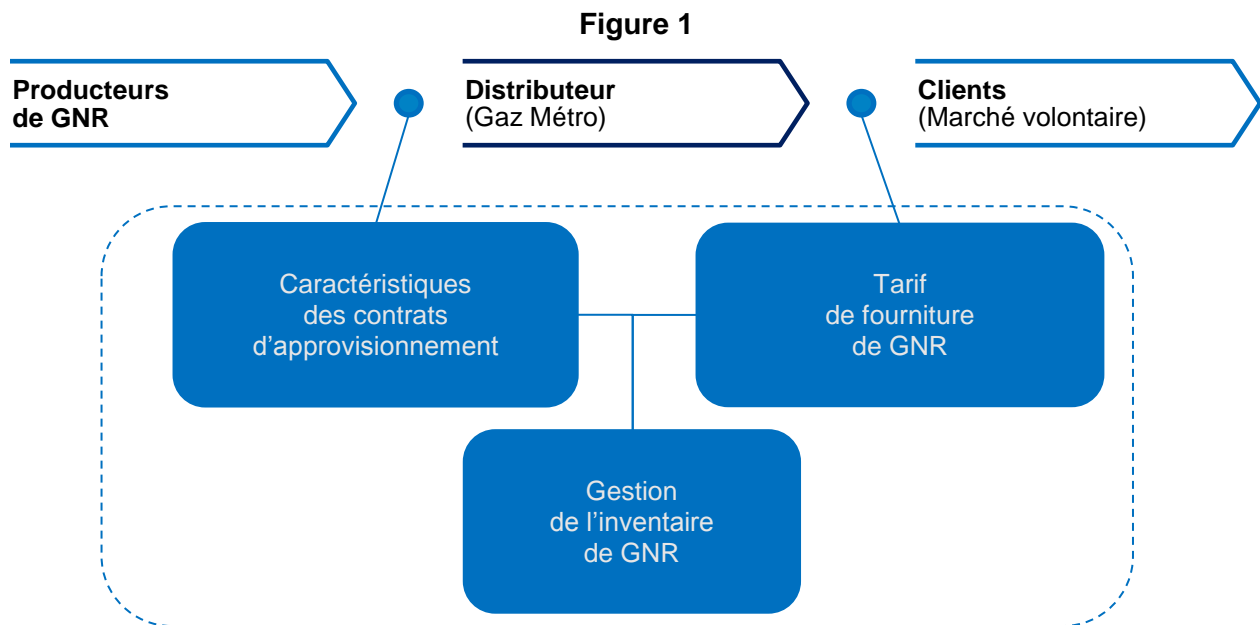 Figure 1
Producteurs
de GNR
Distributeur
(Gaz Métro)
Clients
(Marché volontaire)
Caractéristiques
des contrats
d'approvisionnement
Tarif
de fourniture
de GNR
Gestion
de l'inventaire
de GNR